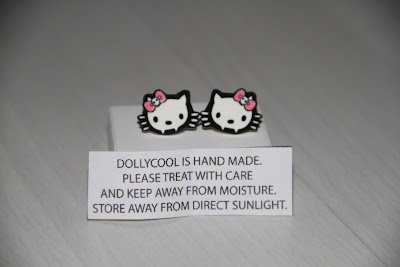 DOLLYCOOL IS HAND MADE.
PLEASE TREAT WITH CARE
AND KEEP AWAY FROM MOISTURE.
STORE AWAY FROM DIRECT SUNLIGHT.